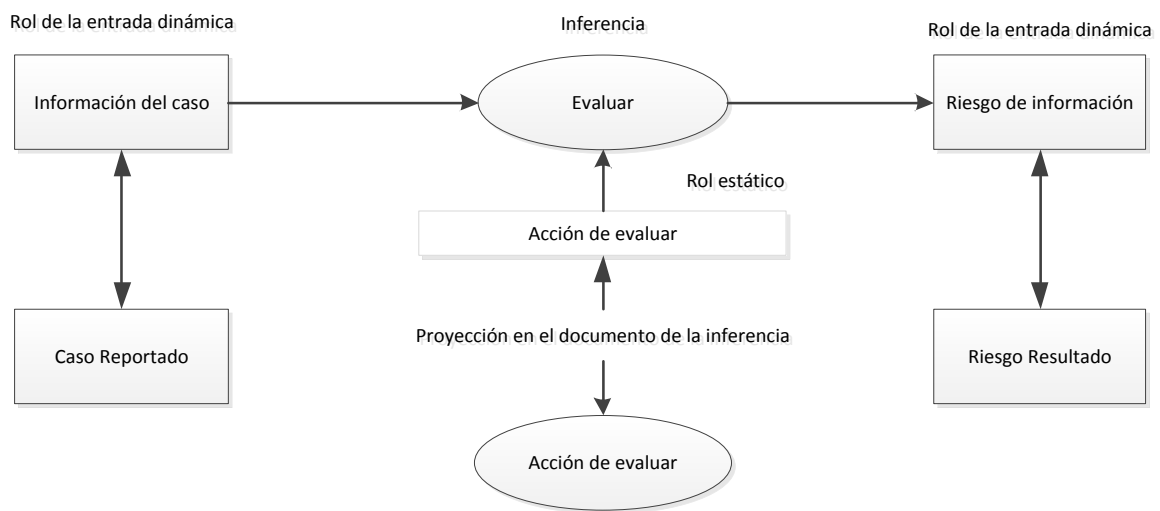 Rol de la entrada dinámica
Inferencia
Rol de la entrada dinámica
Información del caso
Evaluar
Riesgo de información
Rol estático
Acción de evaluar
Proyección en el documento de la inferencia
Caso Reportado
Riesgo Resultado
Acción de evaluar